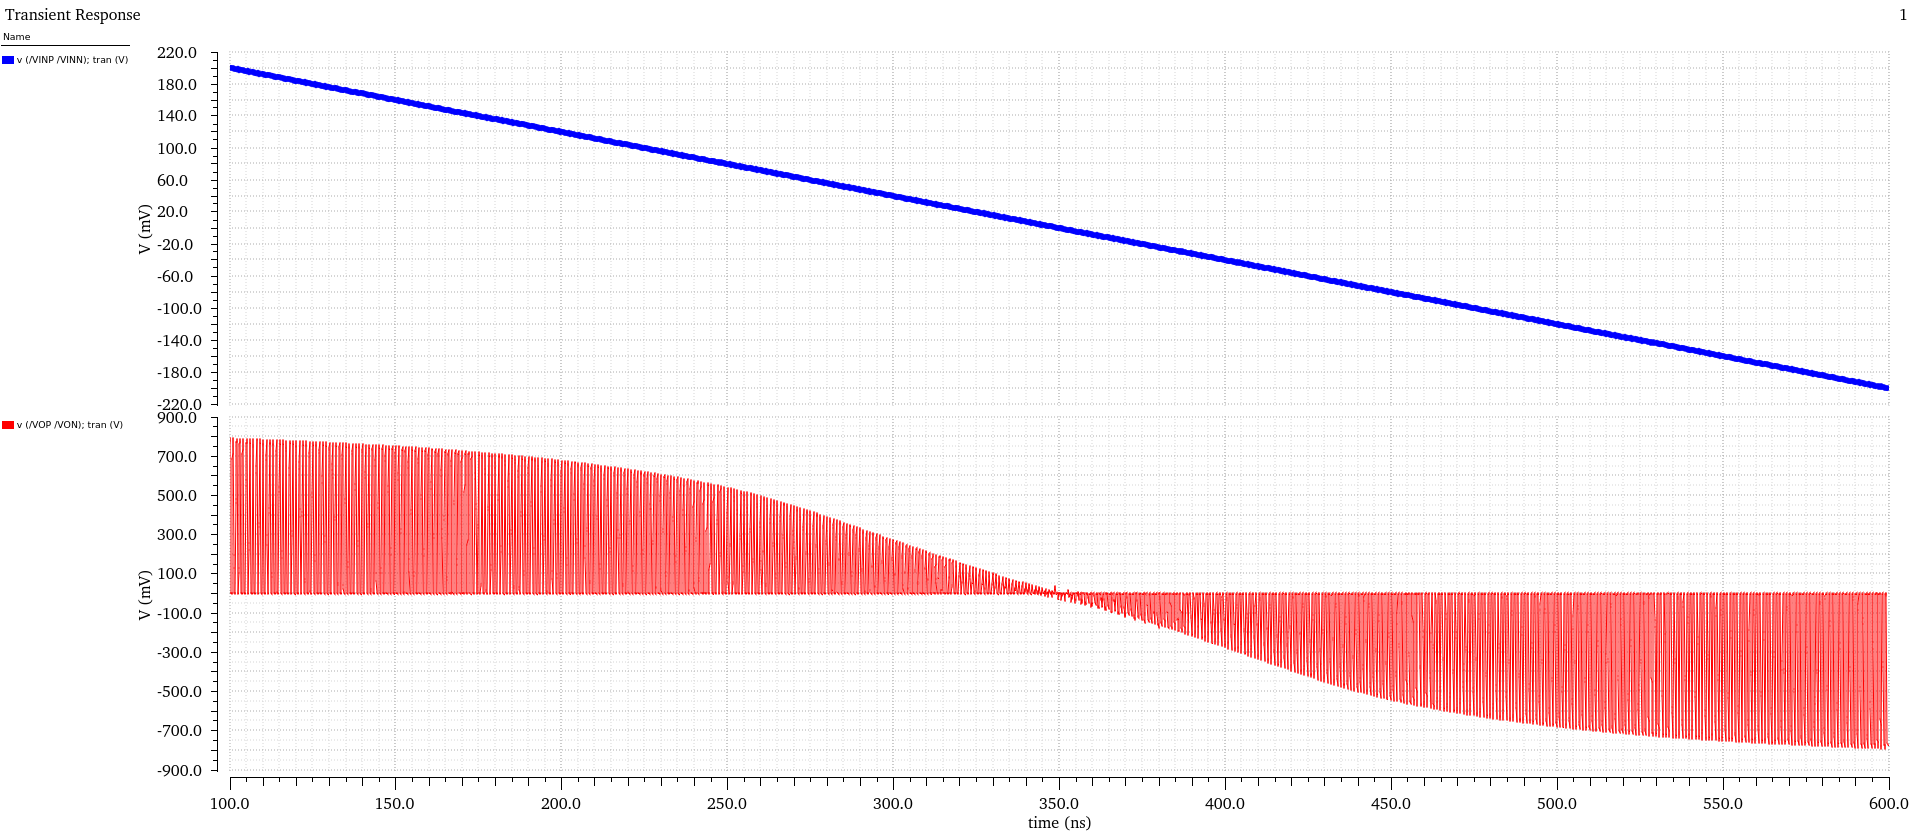 Transient Response
1
Name
v (/VINP /VINN); tran (V)
220.0
180.0
140.0
100.0
60.0
20.0
-20.0
-60.0
-100.0
-140.0
-180.0
-220.0
V (mV)
v (/VOP /VON); tran (V)
900.0
700.0
500.0
300.0
100.0
-100.0
-300.0
-500.0
-700.0
-900.0
V (mV)
100.0 150.0 200.0 250.0 300.0 350.0 400.0 450.0 500.0 550.0 600.0
time (ns)